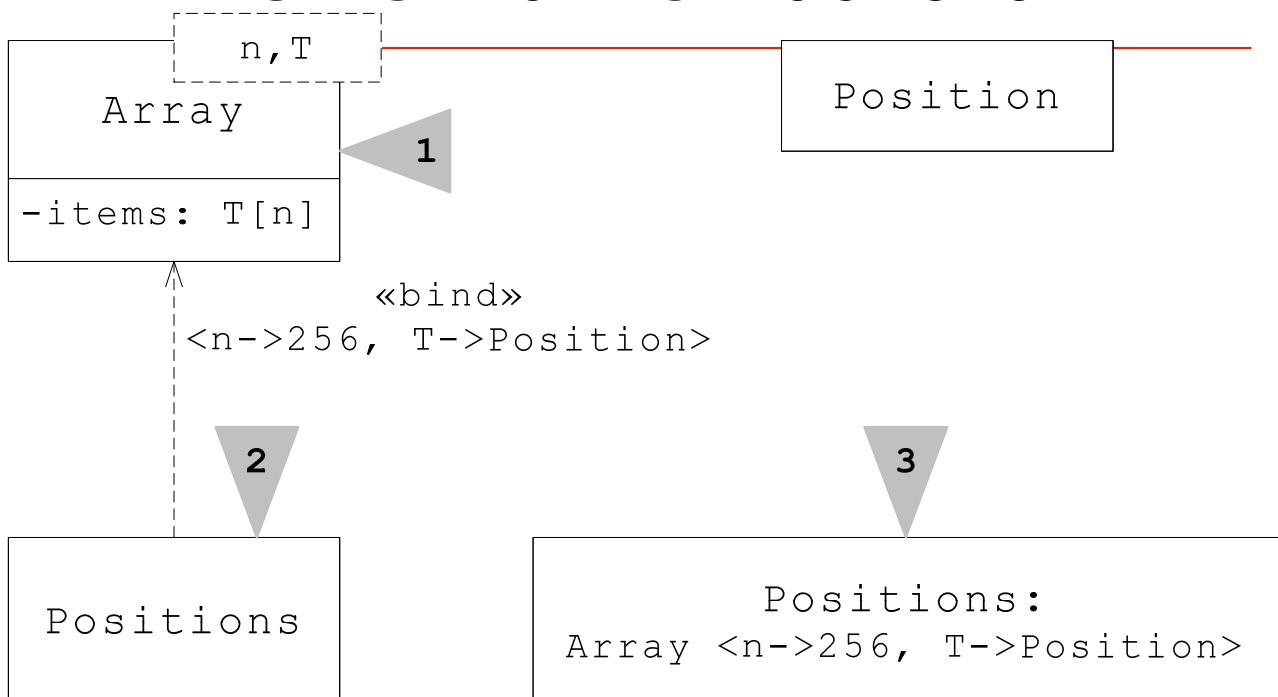 n,T
Array
Position
1
-items: T[n]
«bind»
<n->256, T->Position>
2
3
Positions
Positions:
Array <n->256, T->Position>